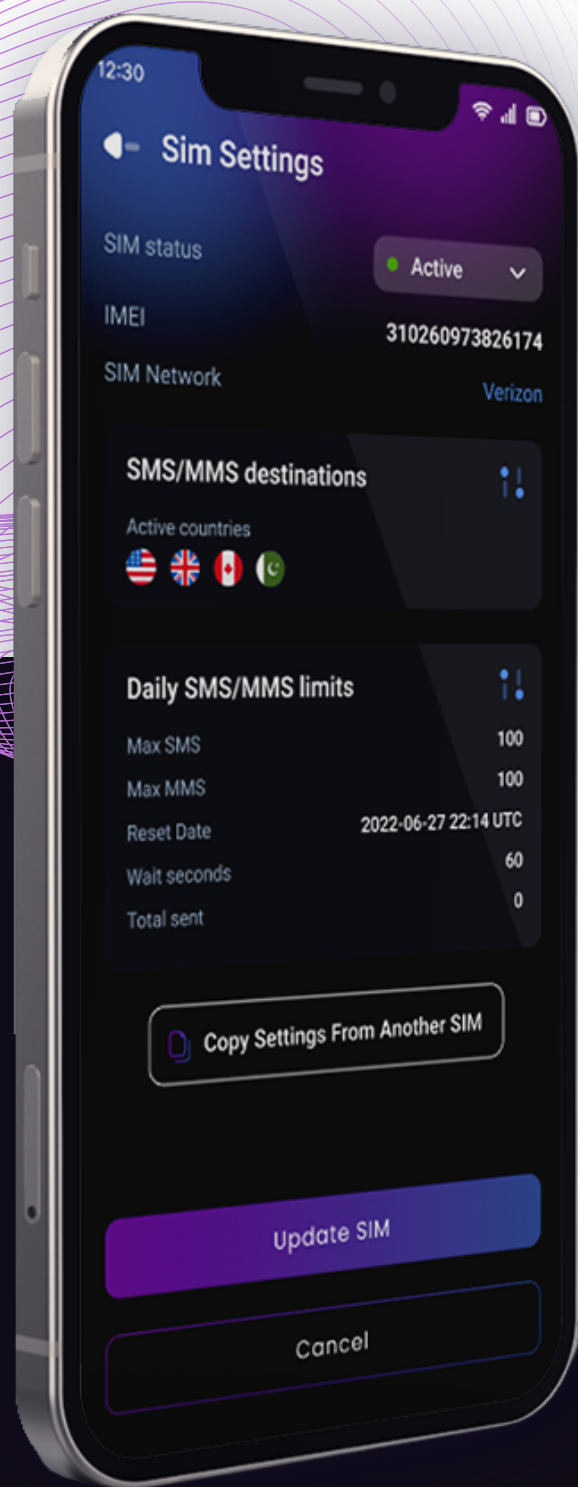 12:30
Sim Settings
SIM status
Active
IMEI
310260973826174
SIM Network
Verizon
SMS/MMS destinations
Active countries
Daily SMS/MMS limits
Max SMS
100
Max MMS
100
Reset Date
2022-06-27 22:14 UTC
Wait seconds
60
Total sent
0
Copy Settings From Another SIM
Update SIM
Cancel